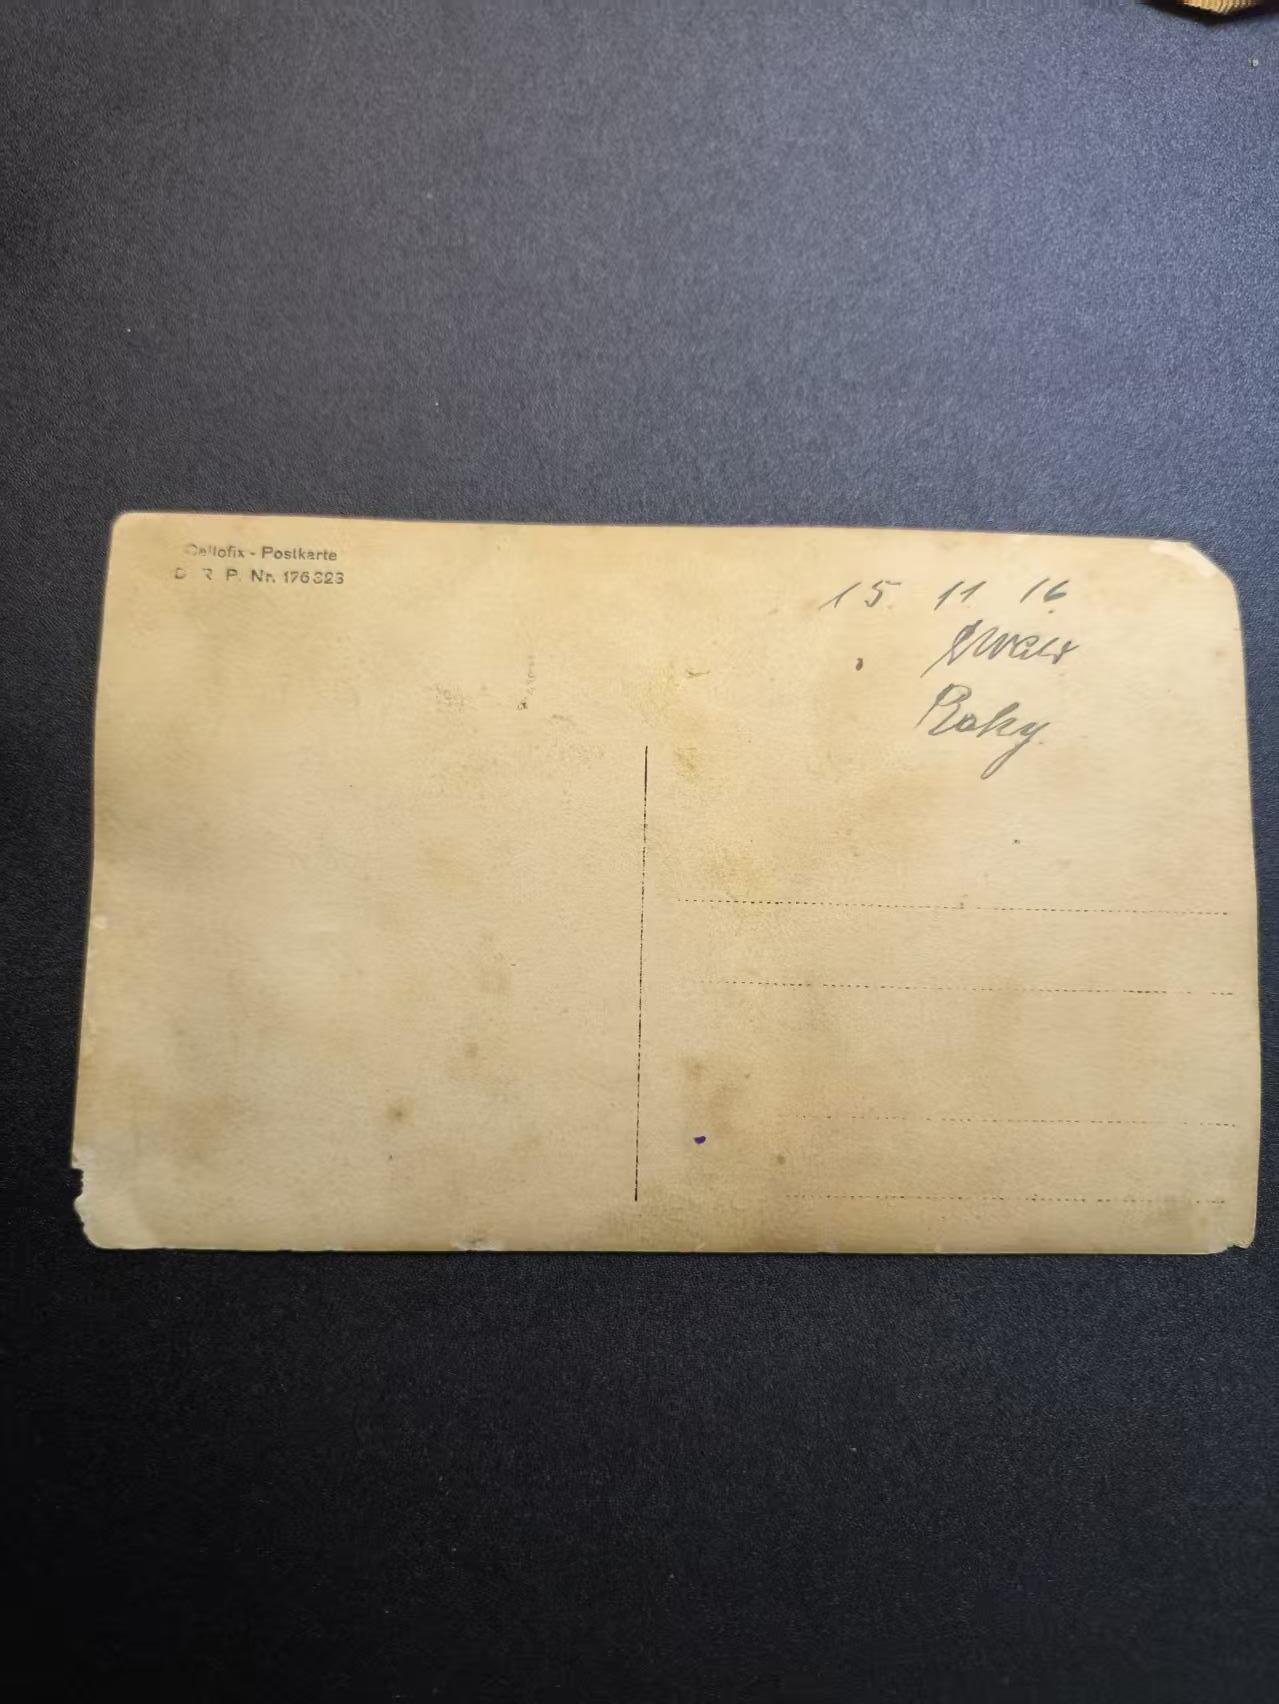 Cellofix - Postkarte
D. R. P. Nr. 176323
15. 11. 16
Roky.